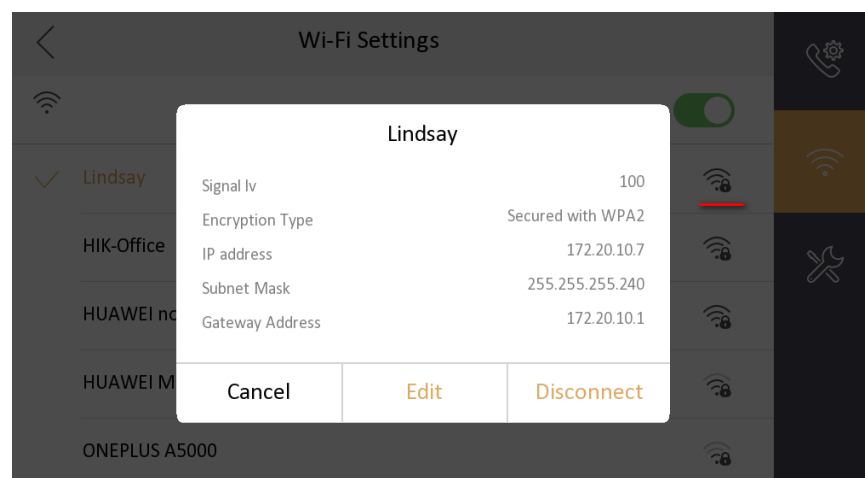 Wi-Fi Settings
Lindsay
Lindsay
Signal lv 100
Encryption Type Secured with WPA2
IP address 172.20.10.7
Subnet Mask 255.255.255.240
Gateway Address 172.20.10.1
Cancel Edit Disconnect
HIK-Office
HUAWEI no
HUAWEI M
ONEPLUS A5000